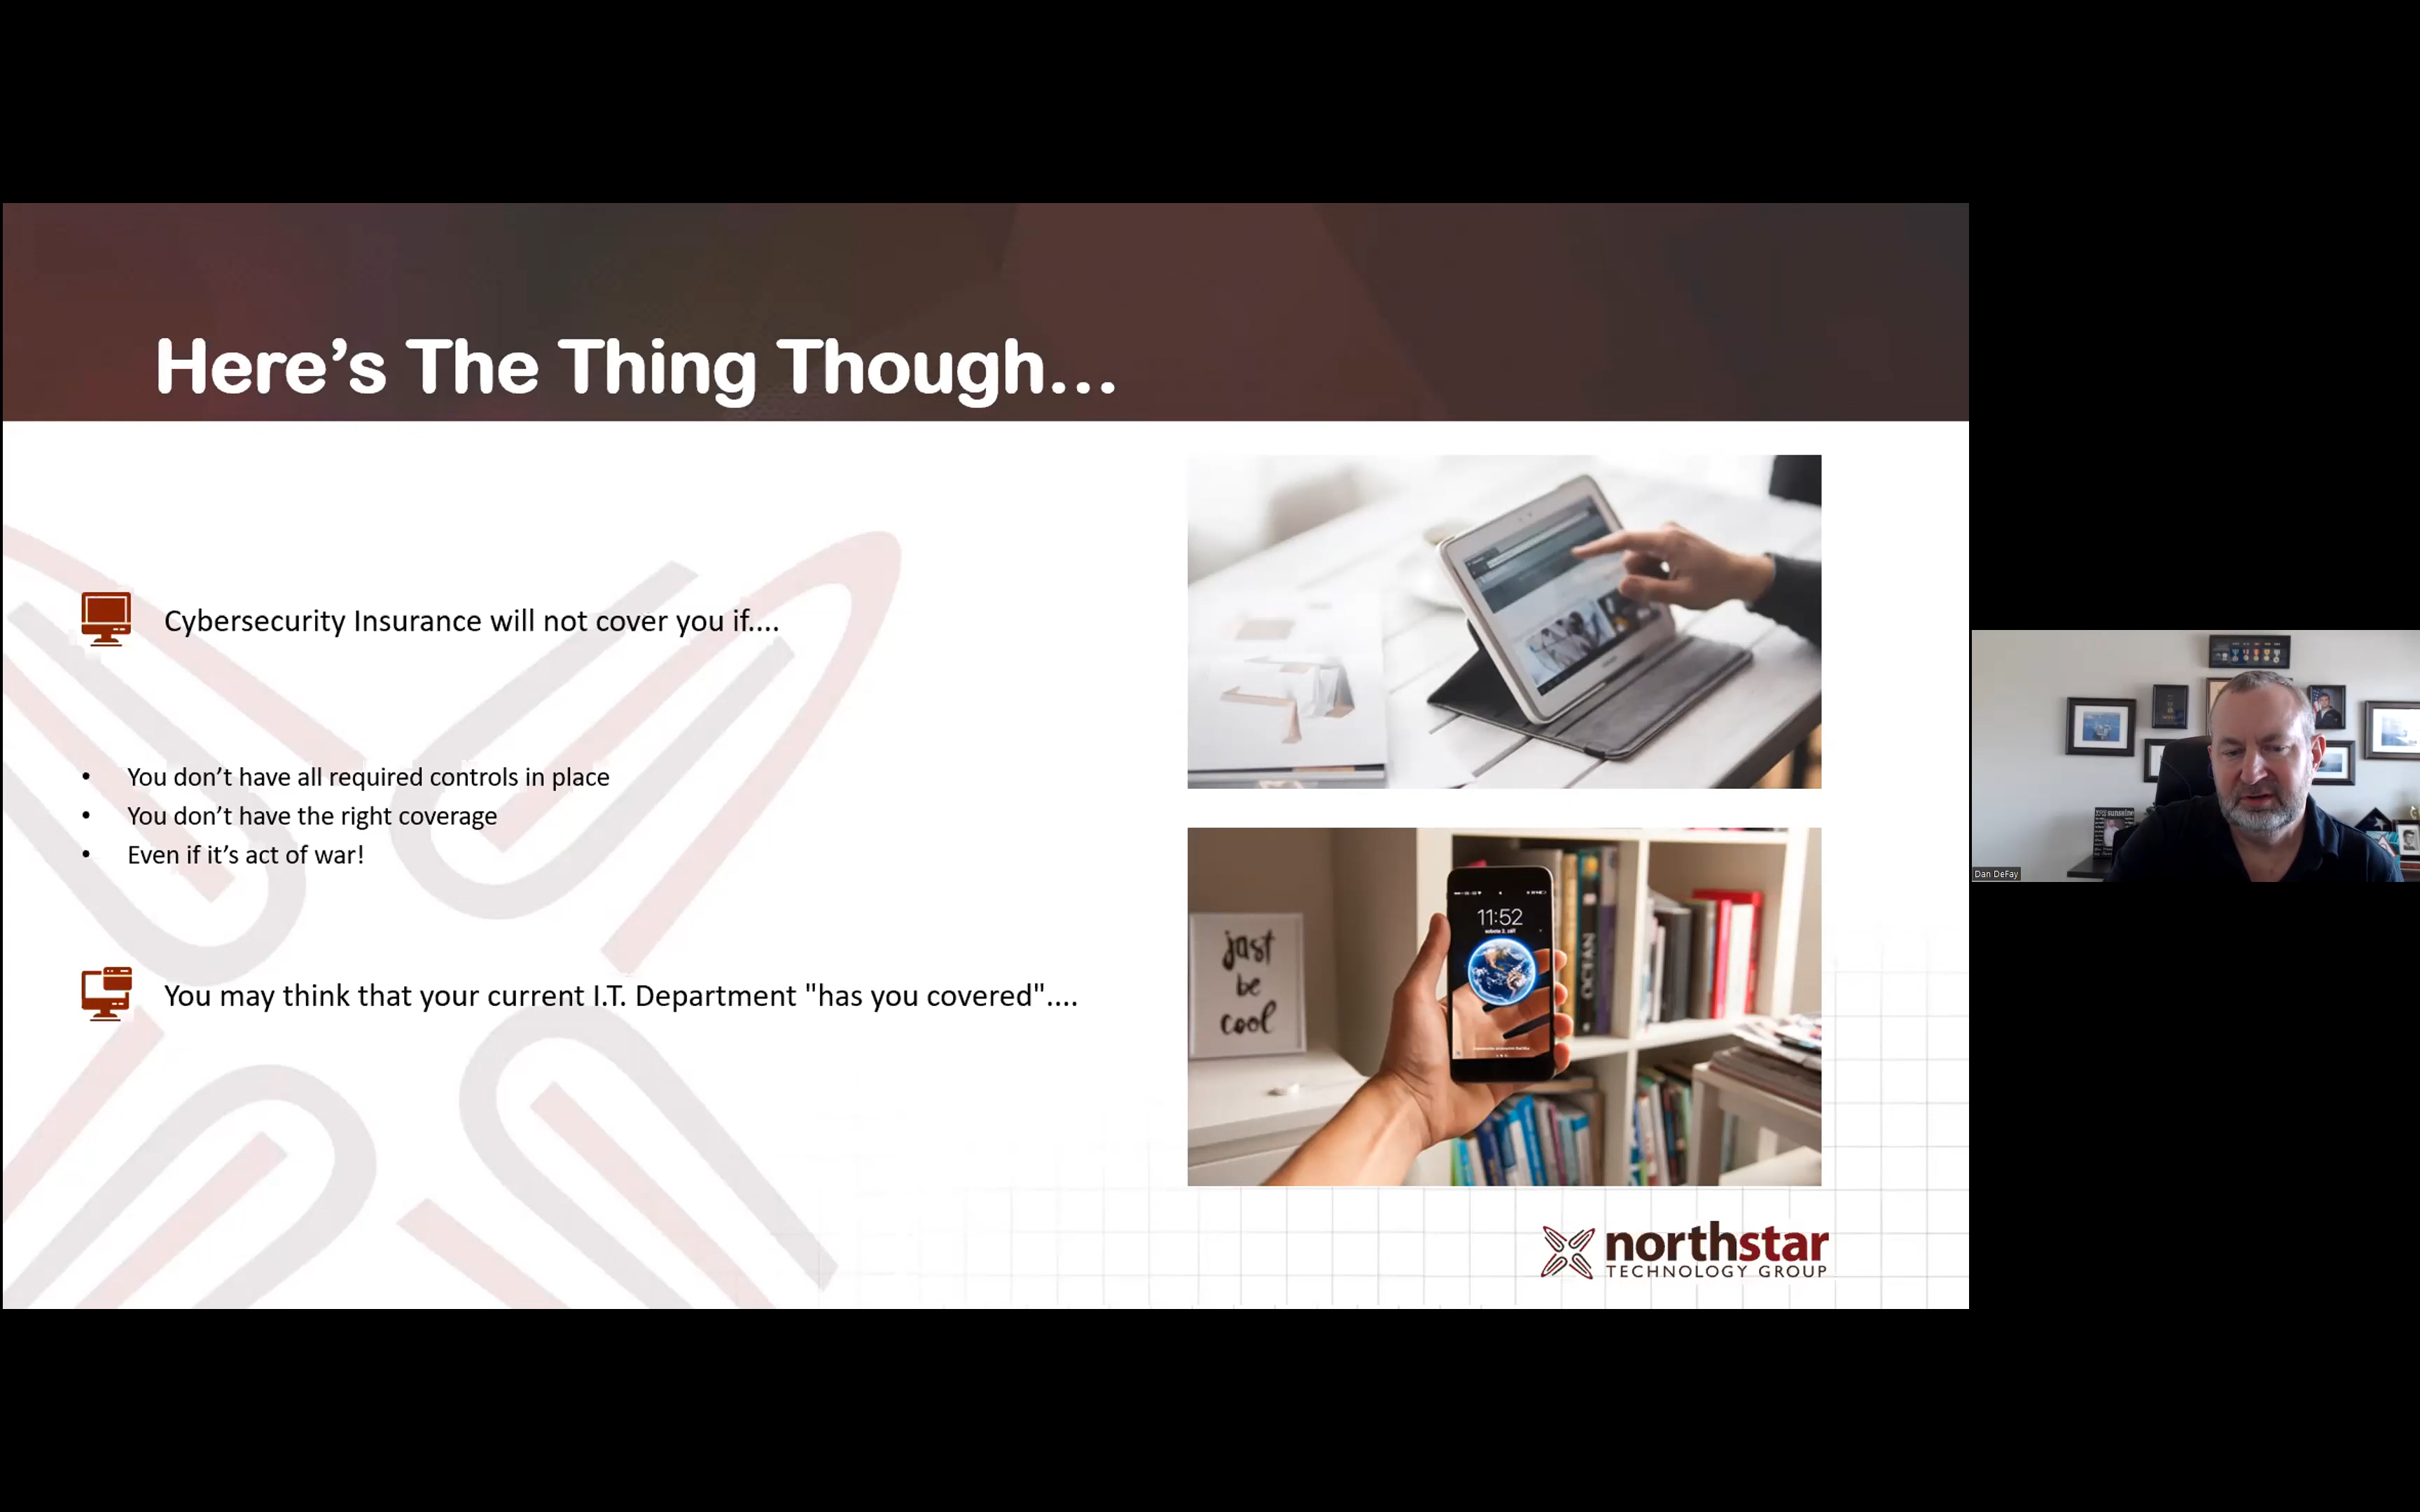 Here’s The Thing Though...
Cybersecurity Insurance will not cover you if....
• You don’t have all required controls in place
• You don’t have the right coverage
• Even if it’s act of war!
You may think that your current I.T. Department "has you covered"....
just
be
cool
11:52
OCTAN
northstar
TECHNOLOGY GROUP
sunshine
Dan DeFay